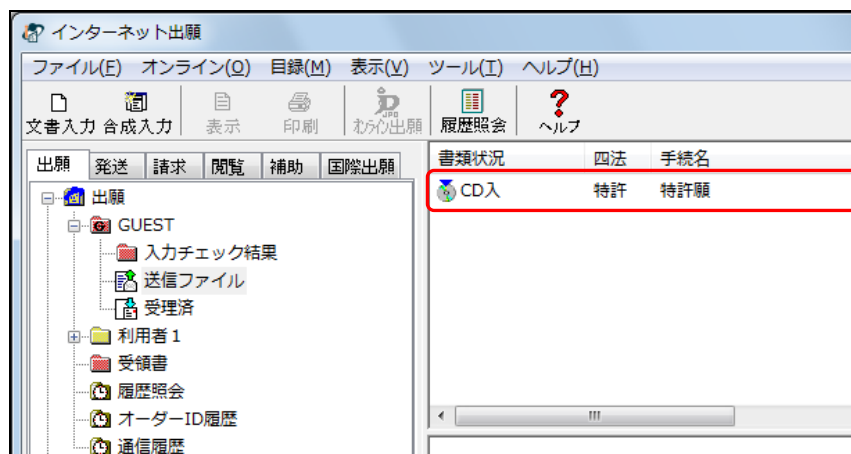 インターネット出願
ファイル(F) オンライン(O) 目録(M) 表示(V) ツール(T) ヘルプ(H)
文書入力 合成入力 表示 印刷 オンライン出願 履歴照会 ヘルプ
出願 発送 請求 閲覧 補助 国際出願
書類状況 四法 手続名
CD入 特許 特許願
出願
GUEST
入力チェック結果
送信ファイル
受理済
利用者1
受領書
履歴照会
オーダーID履歴
通信履歴